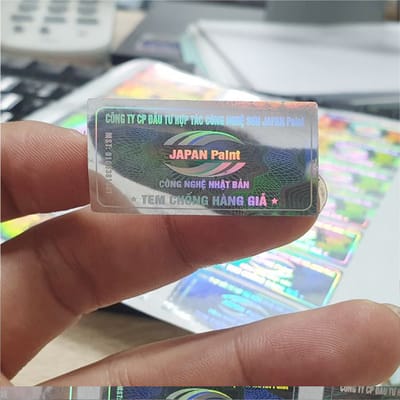 CÔNG TY CP ĐẦU TƯ HỢP TÁC CÔNG NGHỆ SƠN JAPAN Paint
JAPAN Paint
CÔNG NGHỆ NHẬT BẢN
★ TEM CHỐNG HÀNG GIẢ ★
MST: